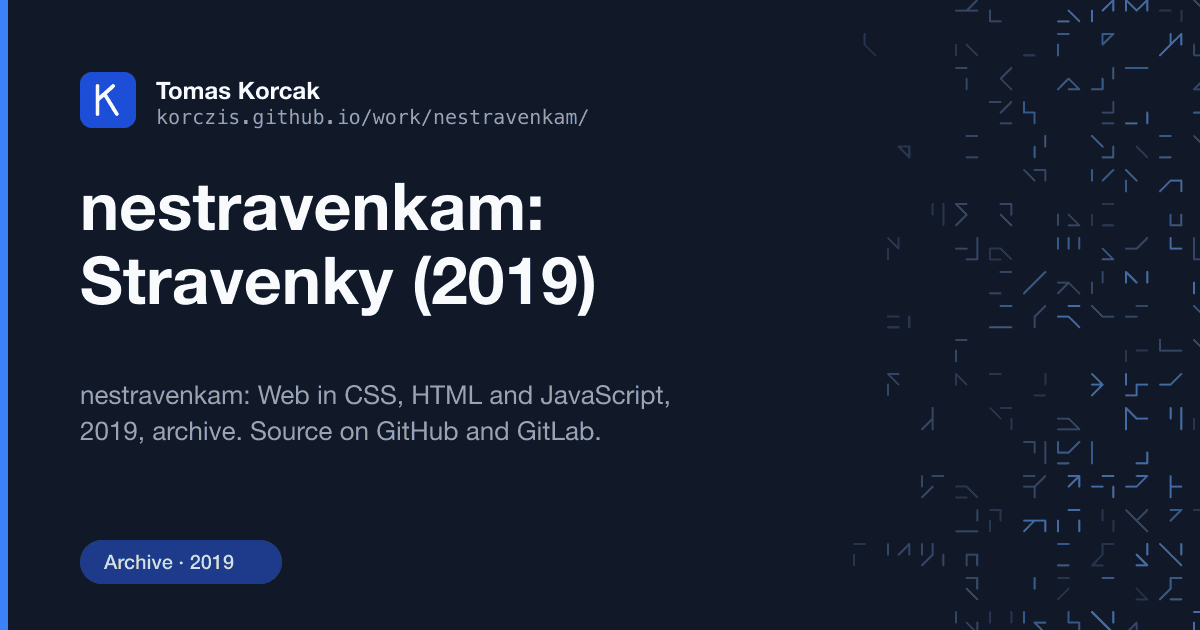 K
Tomas Korcak
korczis.github.io/work/nestravenkam/
nestravenkam:
Stravenky (2019)
nestravenkam: Web in CSS, HTML and JavaScript,
2019, archive. Source on GitHub and GitLab.
Archive · 2019